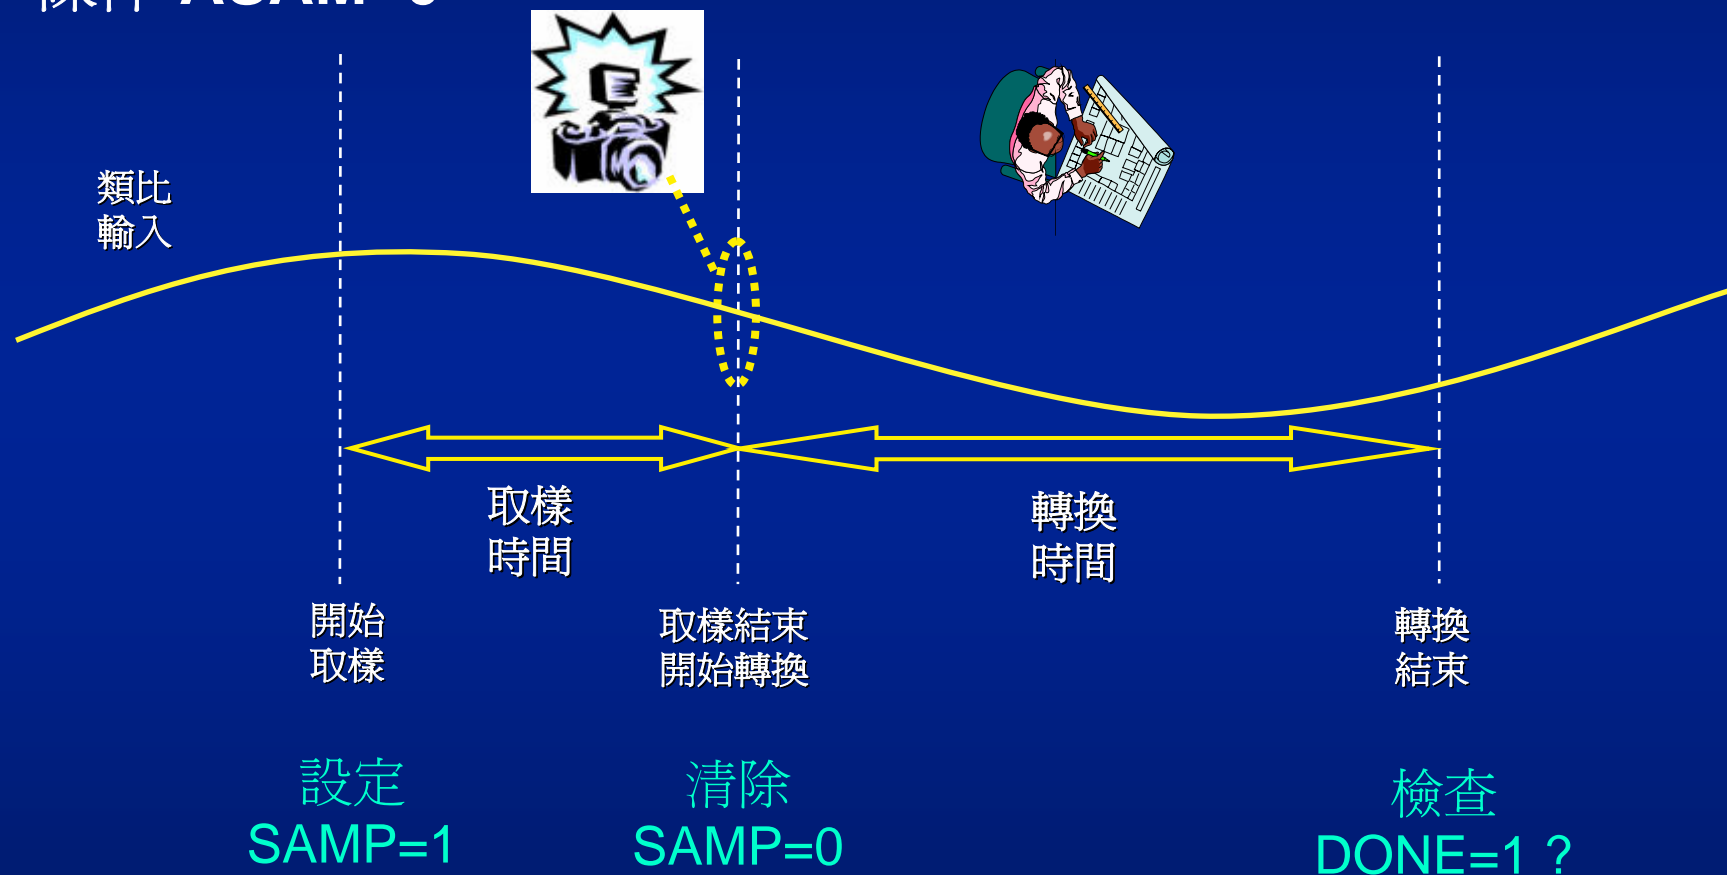 類比
輸入
取樣
時間
轉換
時間
開始
取樣
取樣結束
開始轉換
轉換
結束
設定
SAMP=1
清除
SAMP=0
檢查
DONE=1 ?